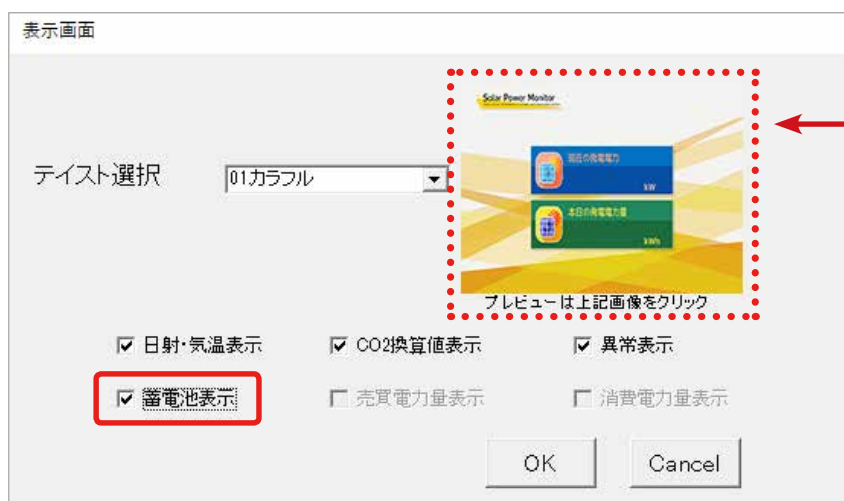 表示画面
Solar Power Monitor
現在の発電電力
kW
テイスト選択 01カラフル
本日の発電電力量
kWh
プレビューは上記画像をクリック
日射・気温表示 CO2換算値表示 異常表示
蓄電池表示 売買電力量表示 消費電力量表示
OK Cancel